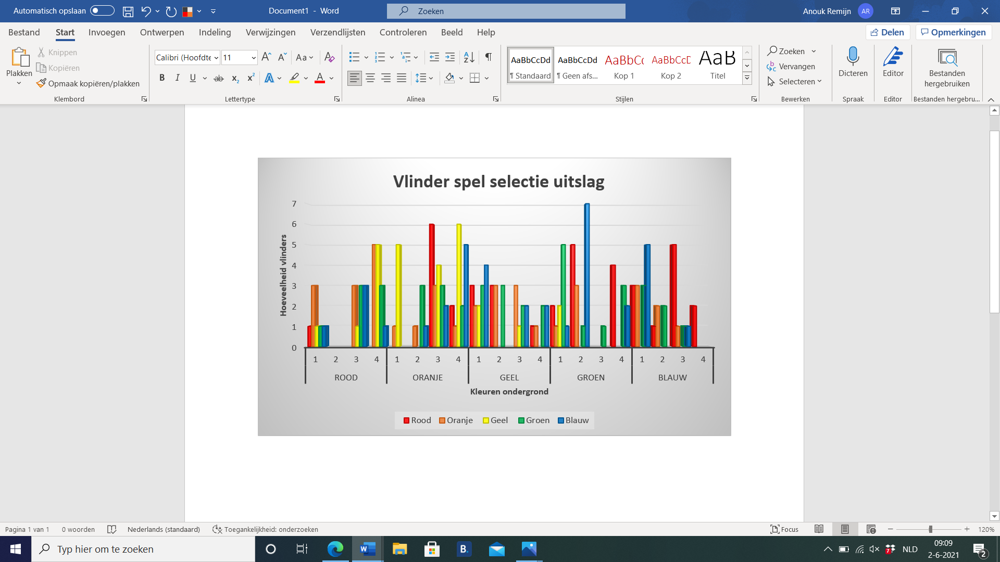 Automatisch opslaan
Document1 - Word
Zoeken
Anouk Remijn
AR
Bestand Start Invoegen Ontwerpen Indeling Verwijzingen Verzendlijsten Controleren Beeld Help
Delen Opmerkingen
Plakken
Knippen
Kopiëren
Opmaak kopiëren/plakken
Klembord
Calibri (Hoofdte 11
Lettertype
Alinea
AaBbCcDd AaBbCcDd AaBbCc AaBbCcD AaB
¶ Standaard ¶ Geen afs... Kop 1 Kop 2 Titel
Stijlen
Zoeken
Vervangen
Selecteren
Bewerken
Dicteren
Spraak
Editor
Editor
Bestanden
hergebruiken
Bestanden hergebru...
Vlinder spel selectie uitslag
Hoeveelheid vlinders
7
6
5
4
3
2
1
0
1 2 3 4 1 2 3 4 1 2 3 4 1 2 3 4 1 2 3 4
ROOD ORANJE GEEL GROEN BLAUW
Kleuren ondergrond
Rood Oranje Geel Groen Blauw
Pagina 1 van 1 0 woorden Nederlands (standaard) Toegankelijkheid: onderzoeken
Focus
120%
Typ hier om te zoeken
B.
7
NLD
09:09
2-6-2021
2